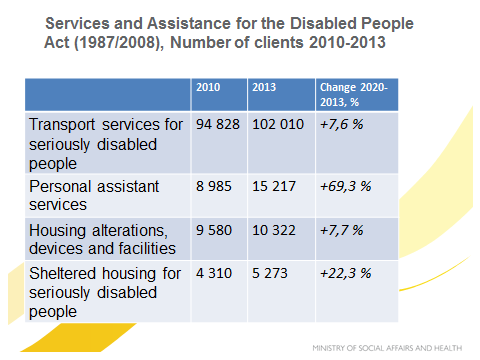 Services and Assistance for the Disabled People
Act (1987/2008), Number of clients 2010-2013
2010 2013 Change 2020-
2013, %
Transport services for 94 828 102 010 +7,6 %
seriously disabled
people
Personal assistant 8 985 15 217 +69,3 %
services
Housing alterations, 9 580 10 322 +7,7 %
devices and facilities
Sheltered housing for 4 310 5 273 +22,3 %
seriously disabled
people
MINISTRY OF SOCIAL AFFAIRS AND HEALTH